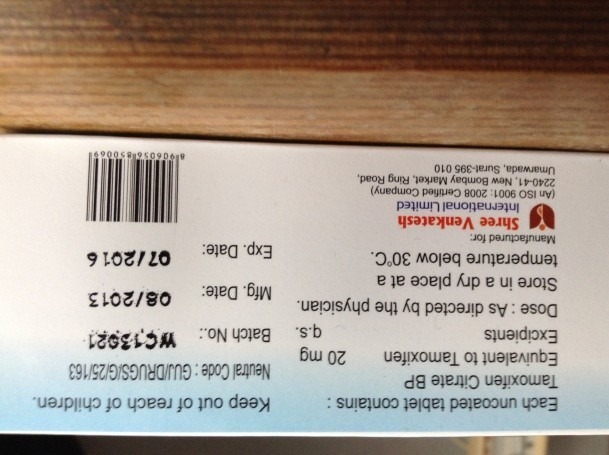 Each uncoated tablet contains :
Tamoxifen Citrate BP
Equivalent to Tamoxifen 20 mg
Excipients q.s.
Dose : As directed by the physician.
Store in a dry place at a
temperature below 30°C.
Manufactured for:
Shree Venkatesh
International Limited
(An ISO 9001: 2008 Certified Company)
2240-41, New Bombay Market, Ring Road,
Umarwada, Surat-395 010
Keep out of reach of children.
Neutral Code : GUJ/DRUGS/G/25/163
Batch No.: WC13021
Mfg. Date: 08/2013
Exp. Date: 07/2016
8906056850069